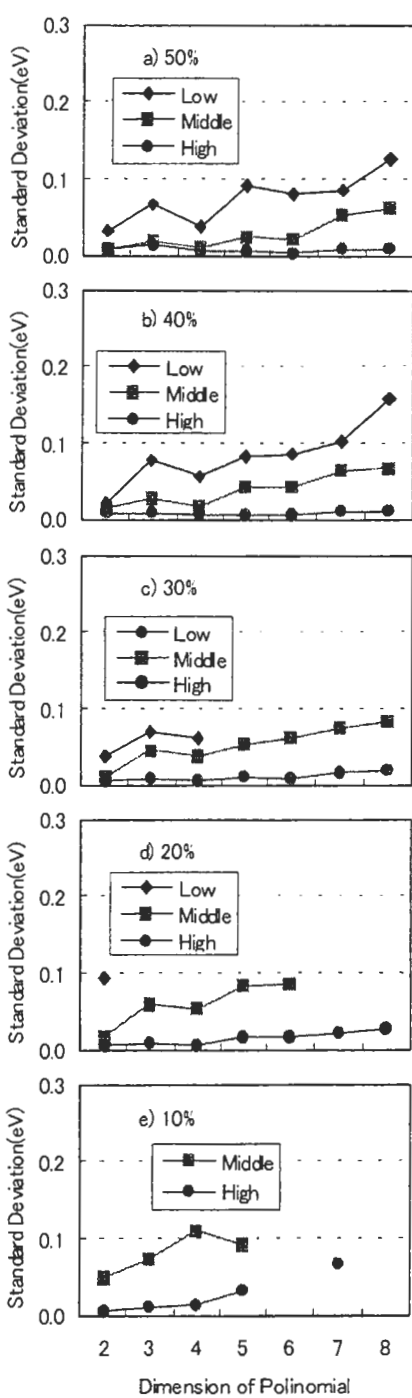 0.3
a) 50%
Low
Middle
High
0.2
0.1
0.0
Standard Deviation(eV)
0.3
b) 40%
Low
Middle
High
0.2
0.1
0.0
Standard Deviation(eV)
0.3
c) 30%
Low
Middle
High
0.2
0.1
0.0
Standard Deviation(eV)
0.3
d) 20%
Low
Middle
High
0.2
0.1
0.0
Standard Deviation(eV)
0.3
e) 10%
Middle
High
0.2
0.1
0.0
Standard Deviation(eV)
2 3 4 5 6 7 8
Dimension of Polinomial